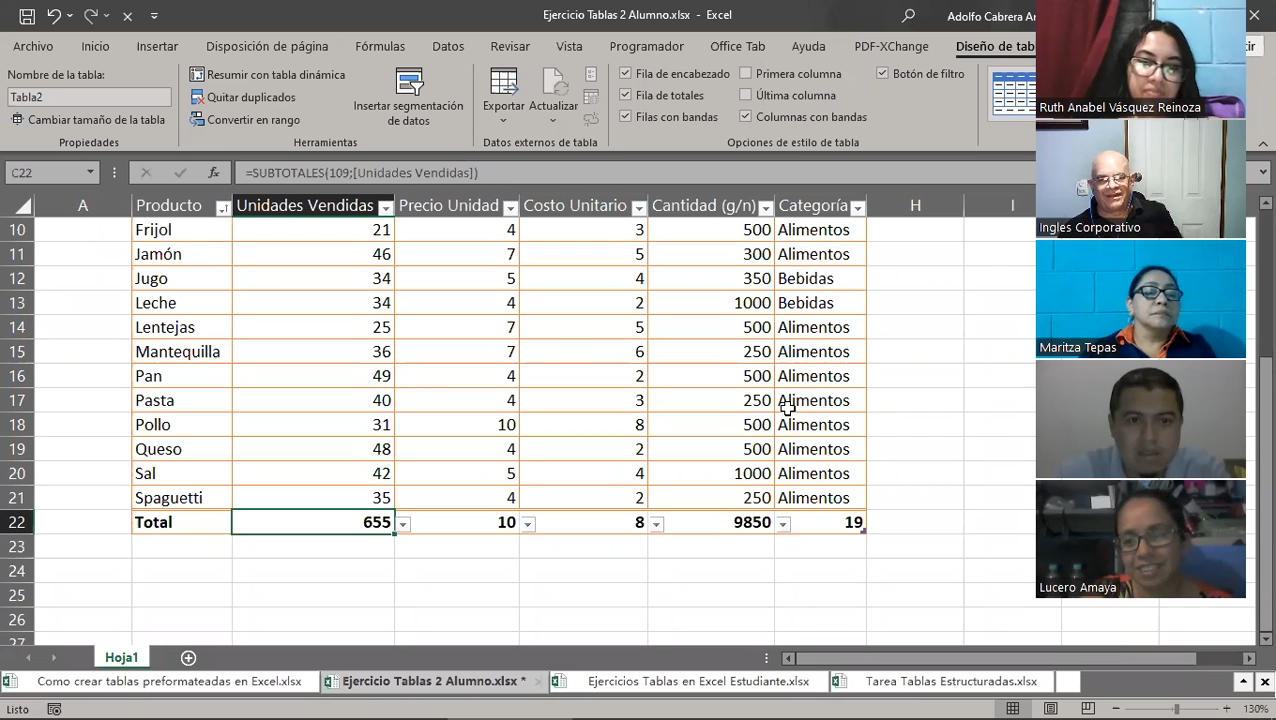 Ejercicio Tablas 2 Alumno.xlsx - Excel
Adolfo Cabrera
Archivo Inicio Insertar Disposición de página Fórmulas Datos Revisar Vista Programador Office Tab Ayuda PDF-XChange Diseño de
Nombre de la tabla:
Tabla2
Cambiar tamaño de la tabla
Propiedades
Resumir con tabla dinámica
Quitar duplicados
Convertir en rango
Insertar segmentación
de datos
Herramientas
Exportar Actualizar
Datos externos de tabla
Fila de encabezado Primera columna Botón de filtro
Fila de totales Última columna
Filas con bandas Columnas con bandas
Opciones de estilo de tabla
C22 fx =SUBTOTALES(109;[Unidades Vendidas])
A Producto Unidades Vendidas Precio Unidad Costo Unitario Cantidad (g/n) Categoría H I
10 Frijol 21 4 3 500 Alimentos
11 Jamón 46 7 5 300 Alimentos
12 Jugo 34 5 4 350 Bebidas
13 Leche 34 4 2 1000 Bebidas
14 Lentejas 25 7 5 500 Alimentos
15 Mantequilla 36 7 6 250 Alimentos
16 Pan 49 4 2 500 Alimentos
17 Pasta 40 4 3 250 Alimentos
18 Pollo 31 10 8 500 Alimentos
19 Queso 48 4 2 500 Alimentos
20 Sal 42 5 4 1000 Alimentos
21 Spaguetti 35 4 2 250 Alimentos
22 Total 655 10 8 9850 19
23
24
25
26
27
Hoja1
Como crear tablas preformateadas en Excel.xlsx Ejercicio Tablas 2 Alumno.xlsx * Ejercicios Tablas en Excel Estudiante.xlsx Tarea Tablas Estructuradas.xlsx
Listo
130%
Ruth Anabel Vásquez Reinoza
Ingles Corporativo
Maritza Tepas
Lucero Amaya